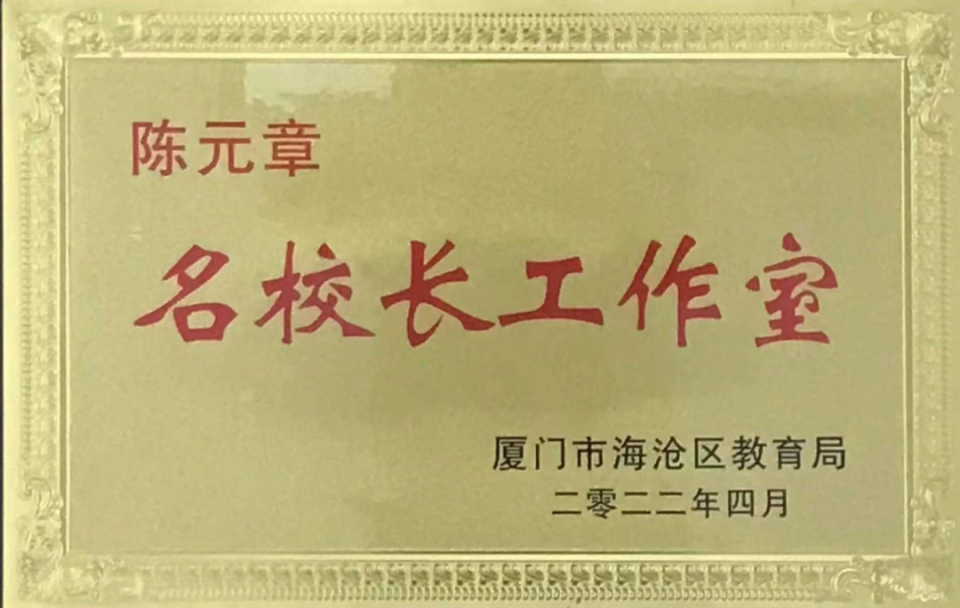 陈元章
名校长工作室
厦门市海沧区教育局
二零二二年四月